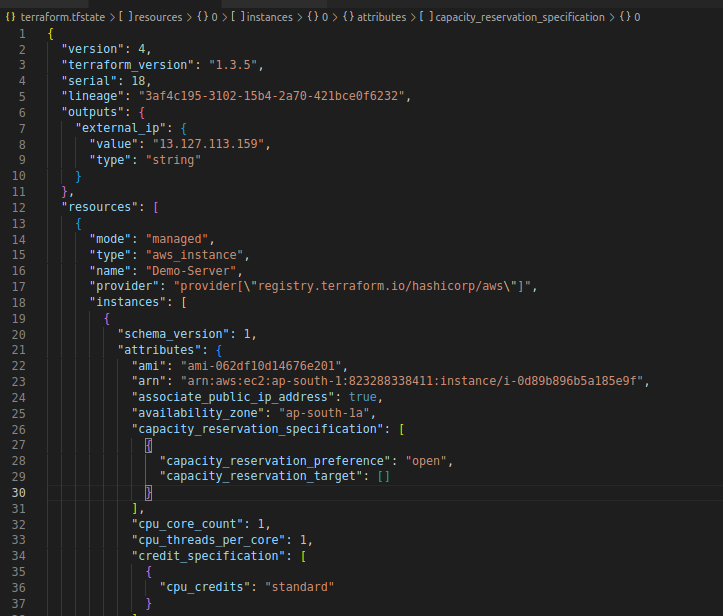 {} terraform.tfstate > [ ] resources > {} 0 > [ ] instances > {} 0 > {} attributes > [ ] capacity_reservation_specification > {} 0
1 {
2 "version": 4,
3 "terraform_version": "1.3.5",
4 "serial": 18,
5 "lineage": "3af4c195-3102-15b4-2a70-421bce0f6232",
6 "outputs": {
7 "external_ip": {
8 "value": "13.127.113.159",
9 "type": "string"
10 }
11 },
12 "resources": [
13 {
14 "mode": "managed",
15 "type": "aws_instance",
16 "name": "Demo-Server",
17 "provider": "provider[\"registry.terraform.io/hashicorp/aws\"]",
18 "instances": [
19 {
20 "schema_version": 1,
21 "attributes": {
22 "ami": "ami-062df10d14676e201",
23 "arn": "arn:aws:ec2:ap-south-1:823288338411:instance/i-0d89b896b5a185e9f",
24 "associate_public_ip_address": true,
25 "availability_zone": "ap-south-1a",
26 "capacity_reservation_specification": [
27 {
28 "capacity_reservation_preference": "open",
29 "capacity_reservation_target": []
30 }
31 ],
32 "cpu_core_count": 1,
33 "cpu_threads_per_core": 1,
34 "credit_specification": [
35 {
36 "cpu_credits": "standard"
37 }